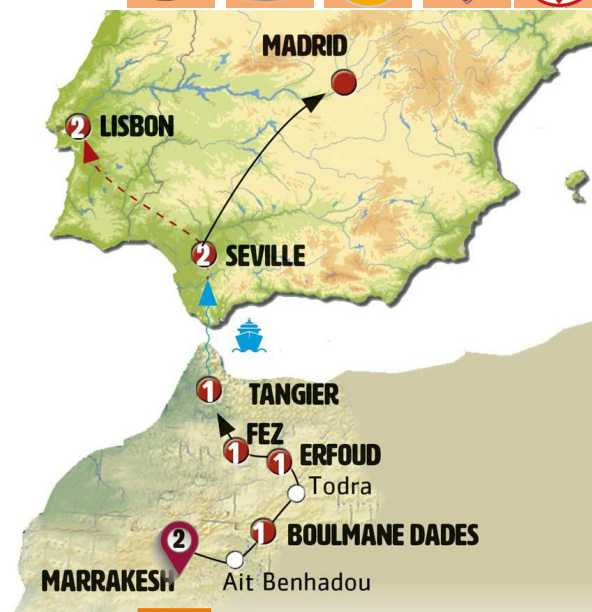 MADRID
2 LISBON
2 SEVILLE
1 TANGIER
FEZ
1
1 ERFOUD
Todra
1 BOULMANE DADES
2
MARRAKESH
Ait Benhadou